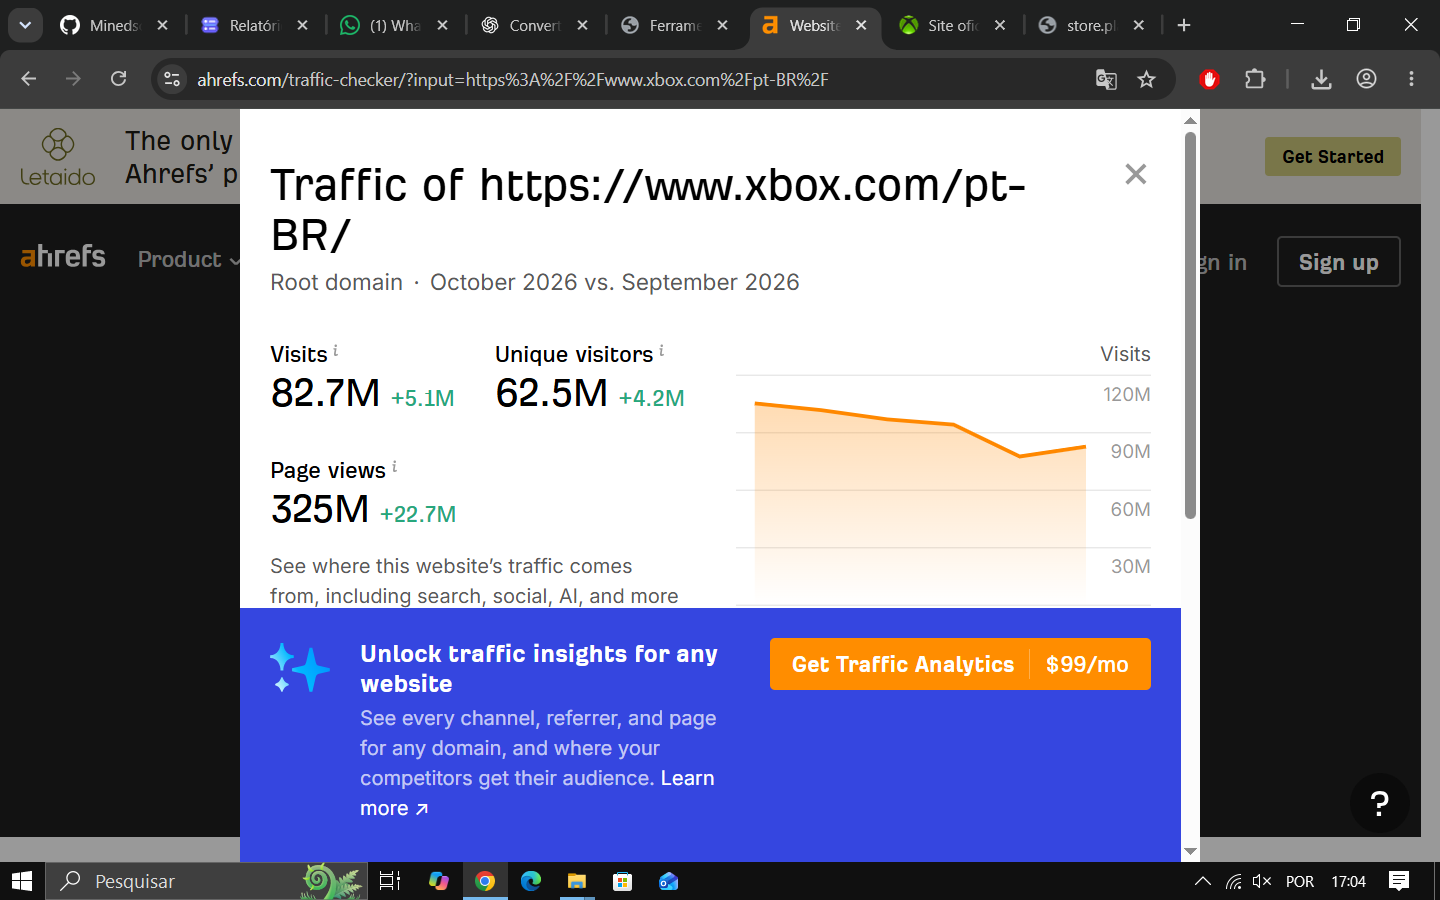 Mineds
Relatóri
(1) Wha
Convert
Ferrame
Website
Site ofic
store.pl
ahrefs.com/traffic-checker/?input=https%3A%2F%2Fwww.xbox.com%2Fpt-BR%2F
Letaido
The only
Ahrefs' p
Get Started
ahrefs
Product
gn in
Sign up
Traffic of https://www.xbox.com/pt-
BR/
Root domain · October 2026 vs. September 2026
Visits i
82.7M +5.1M
Unique visitors i
62.5M +4.2M
Page views i
325M +22.7M
See where this website's traffic comes
from, including search, social, AI, and more
Visits
120M
90M
60M
30M
Unlock traffic insights for any
website
See every channel, referrer, and page
for any domain, and where your
competitors get their audience. Learn
more ↗
Get Traffic Analytics $99/mo
?
Pesquisar
POR
17:04